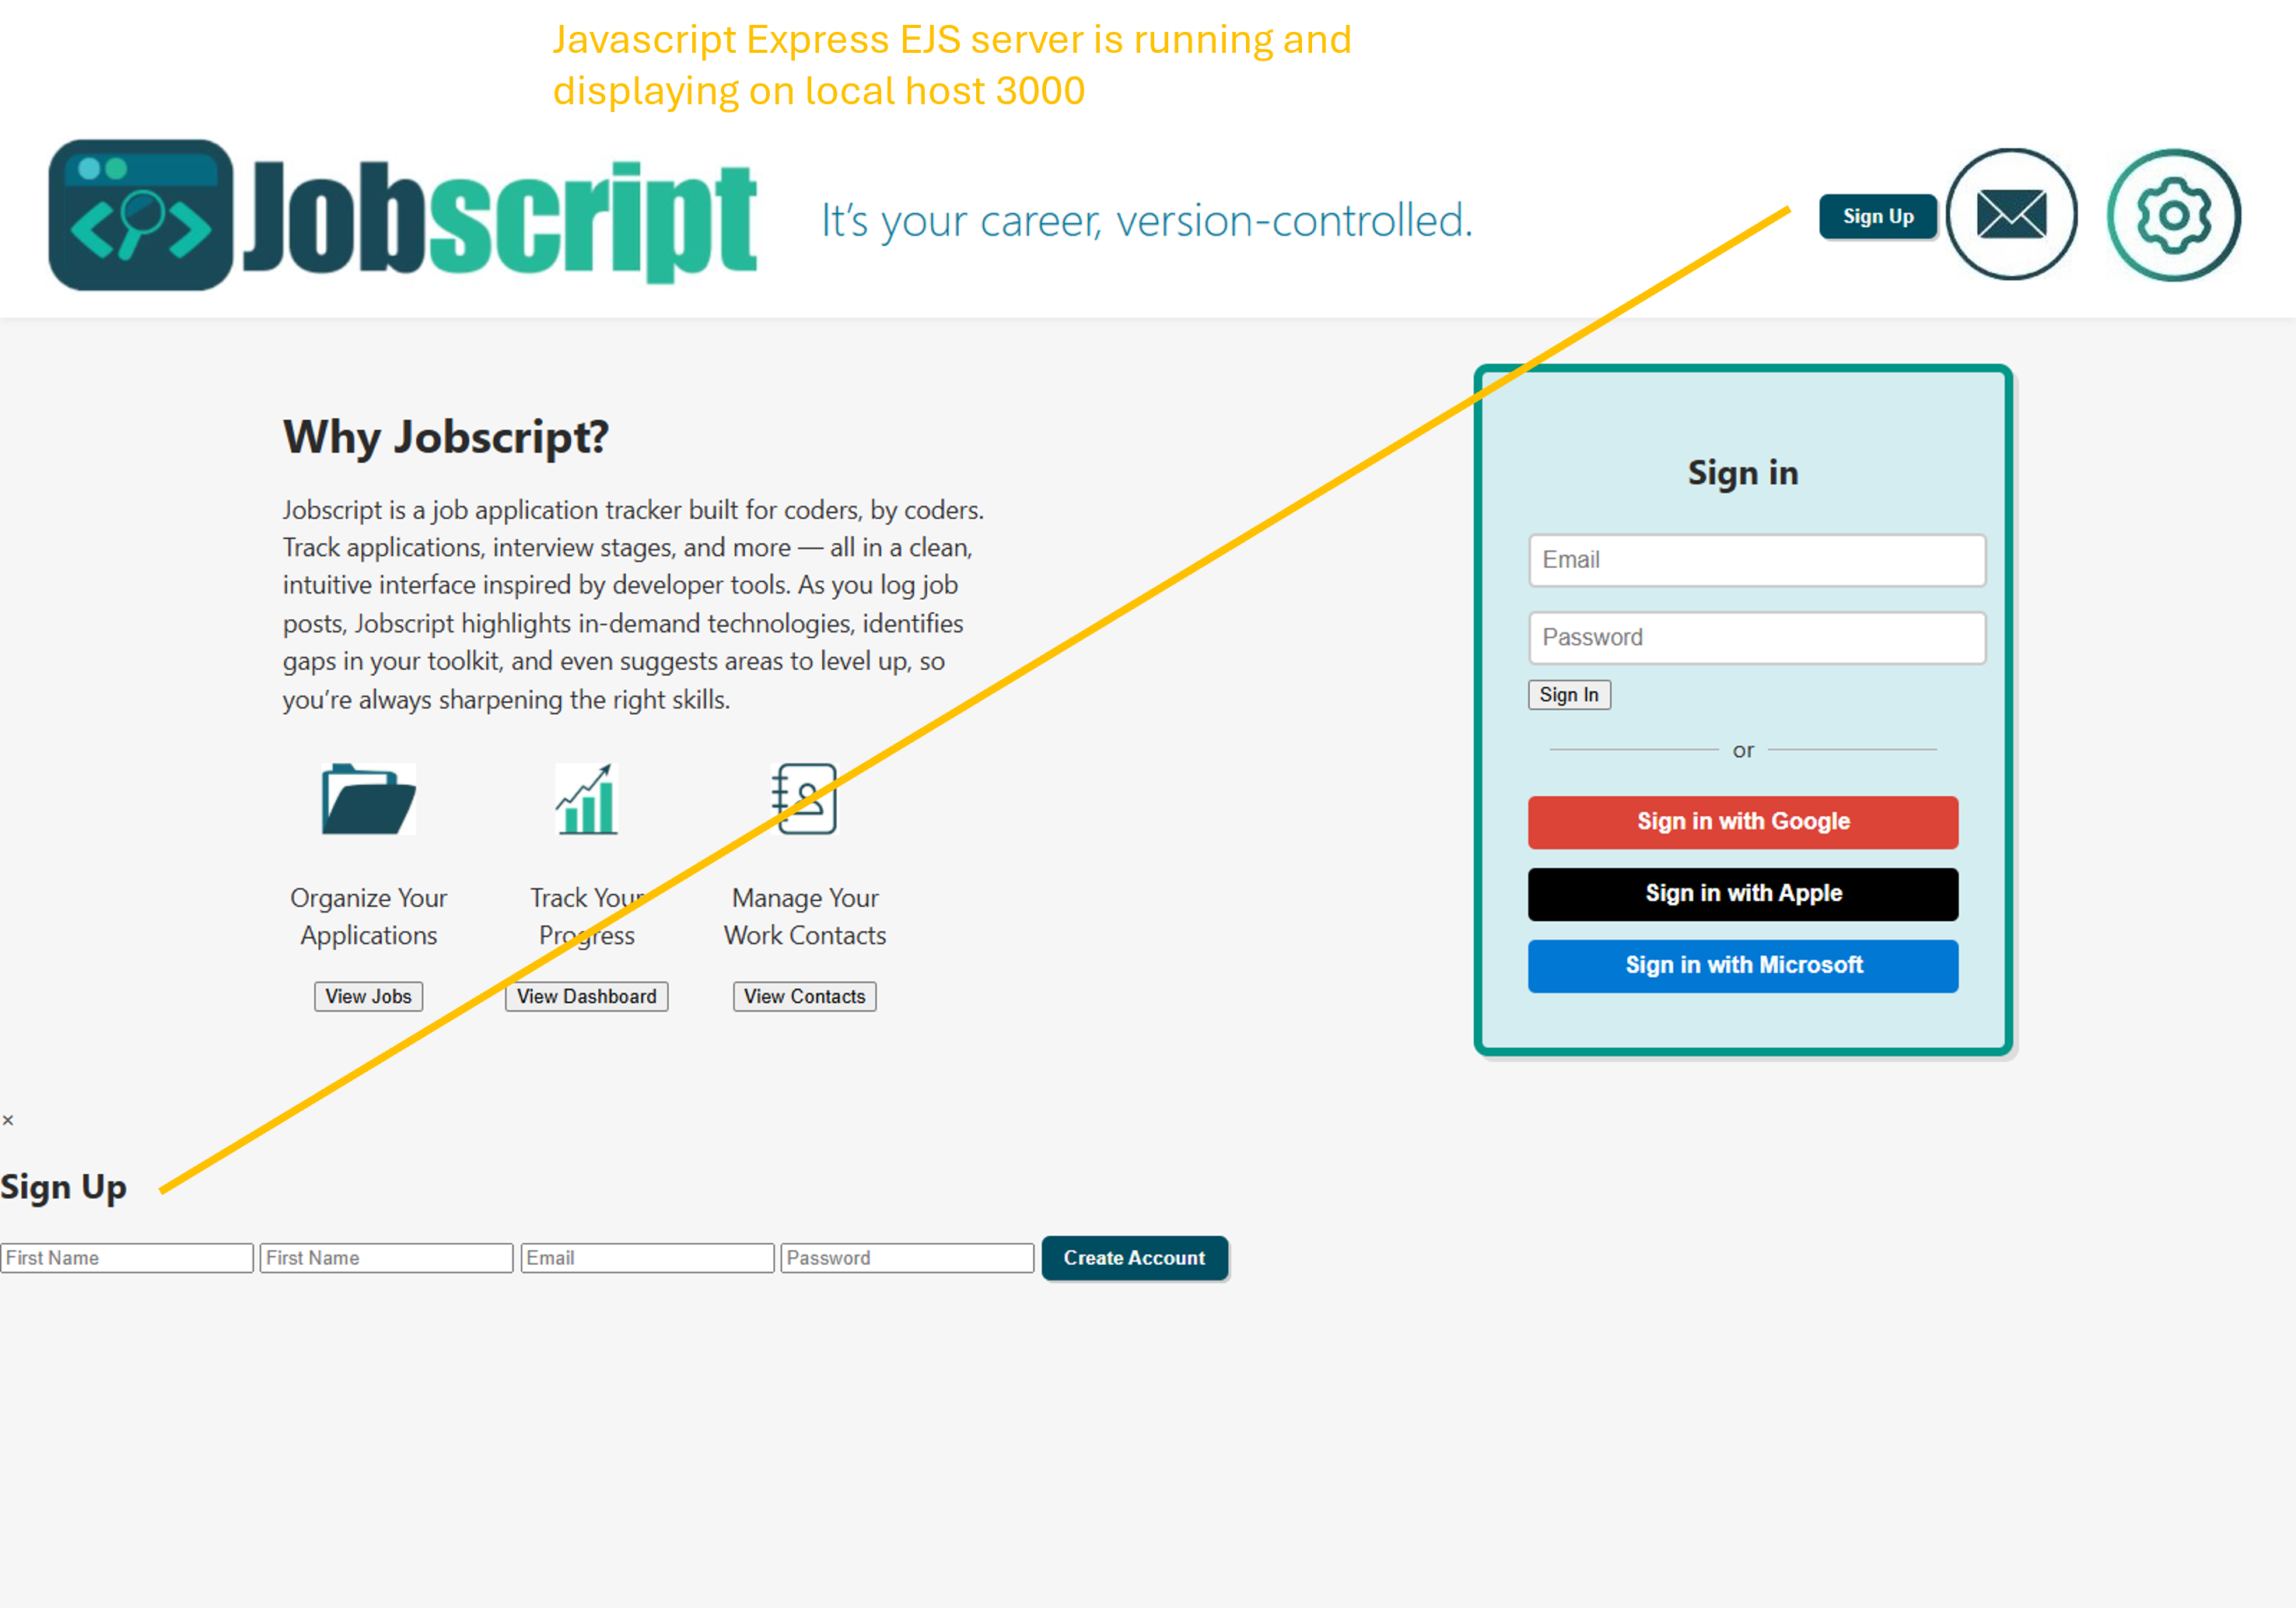 Javascript Express EJS server is running and
displaying on local host 3000
Jobscript
It’s your career, version-controlled.
Sign Up
Why Jobscript?
Jobscript is a job application tracker built for coders, by coders.
Track applications, interview stages, and more — all in a clean,
intuitive interface inspired by developer tools. As you log job
posts, Jobscript highlights in-demand technologies, identifies
gaps in your toolkit, and even suggests areas to level up, so
you’re always sharpening the right skills.
Organize Your
Applications
View Jobs
Track Your
Progress
View Dashboard
Manage Your
Work Contacts
View Contacts
Sign in
Email
Password
Sign In
or
Sign in with Google
Sign in with Apple
Sign in with Microsoft
×
Sign Up
First Name First Name Email Password Create Account